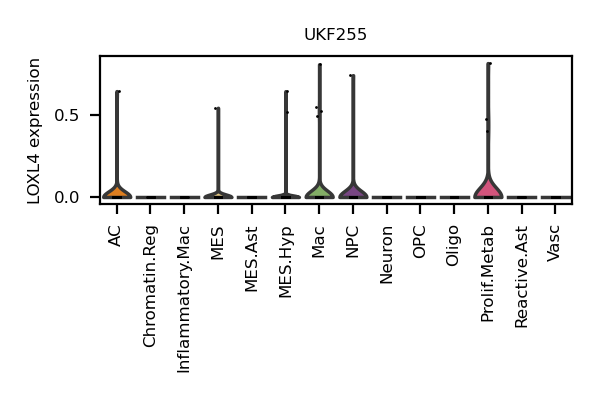 UKF255
LOXL4 expression
0.5
0.0
AC
Chromatin.Reg
Inflammatory.Mac
MES
MES.Ast
MES.Hyp
Mac
NPC
Neuron
OPC
Oligo
Prolif.Metab
Reactive.Ast
Vasc